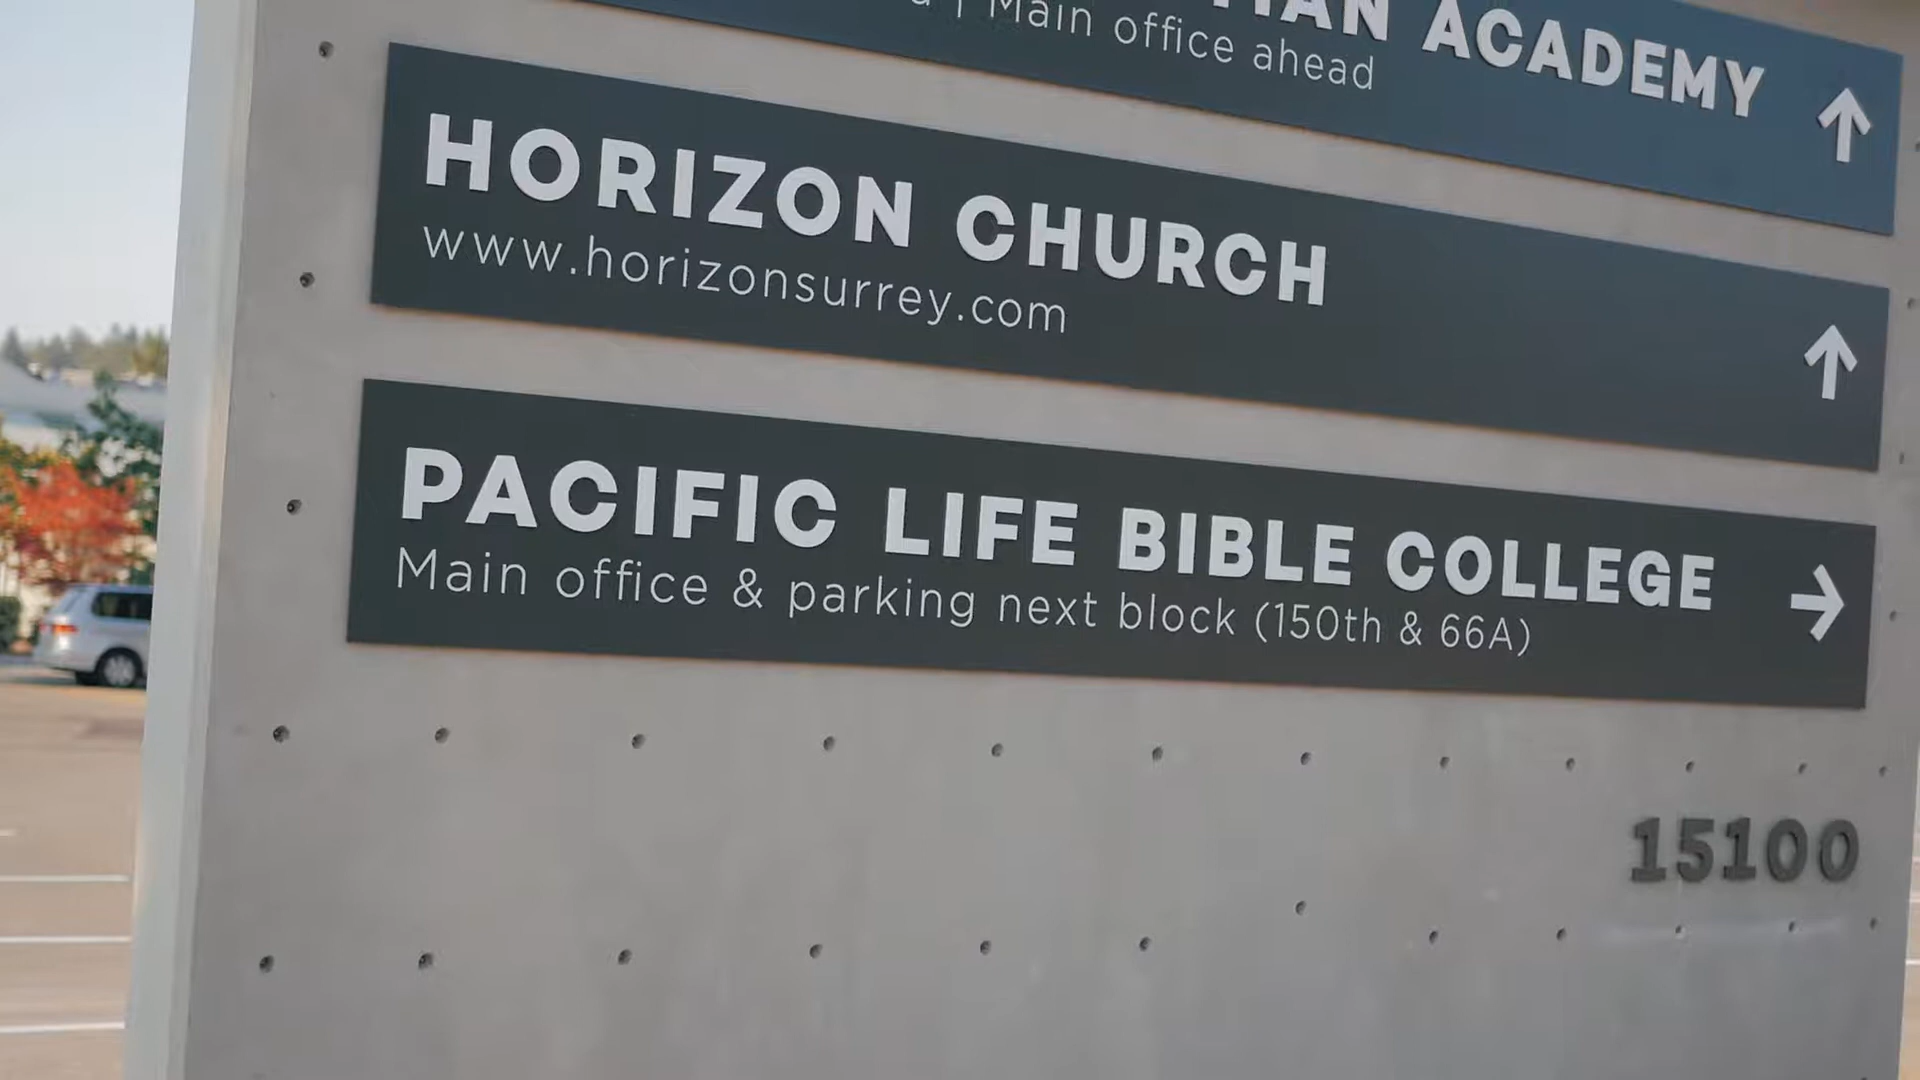 ACADEMY
Main office ahead
HORIZON CHURCH
www.horizonsurrey.com
PACIFIC LIFE BIBLE COLLEGE
Main office & parking next block (150th & 66A)
15100